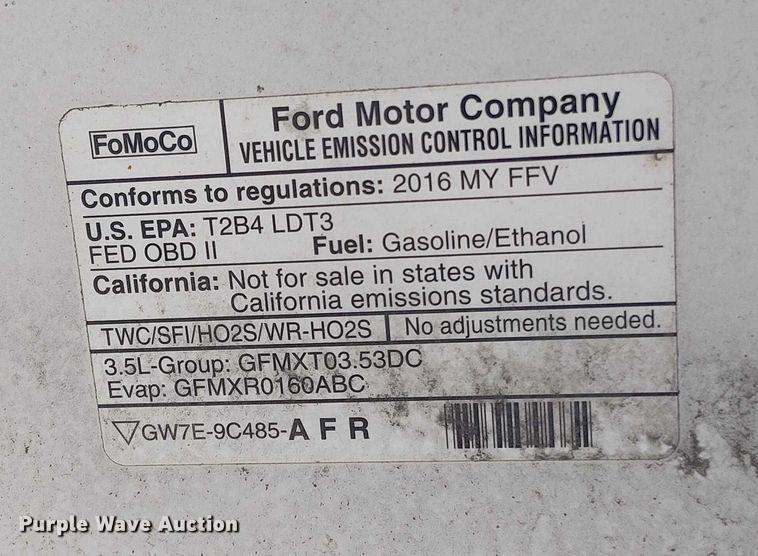 FoMoCo
Ford Motor Company
VEHICLE EMISSION CONTROL INFORMATION
Conforms to regulations: 2016 MY FFV
U.S. EPA: T2B4 LDT3
FED OBD II Fuel: Gasoline/Ethanol
California: Not for sale in states with
California emissions standards.
TWC/SFI/HO2S/WR-HO2S No adjustments needed.
3.5L-Group: GFMXT03.53DC
Evap: GFMXR0160ABC
GW7E-9C485-A F R
Purple Wave Auction